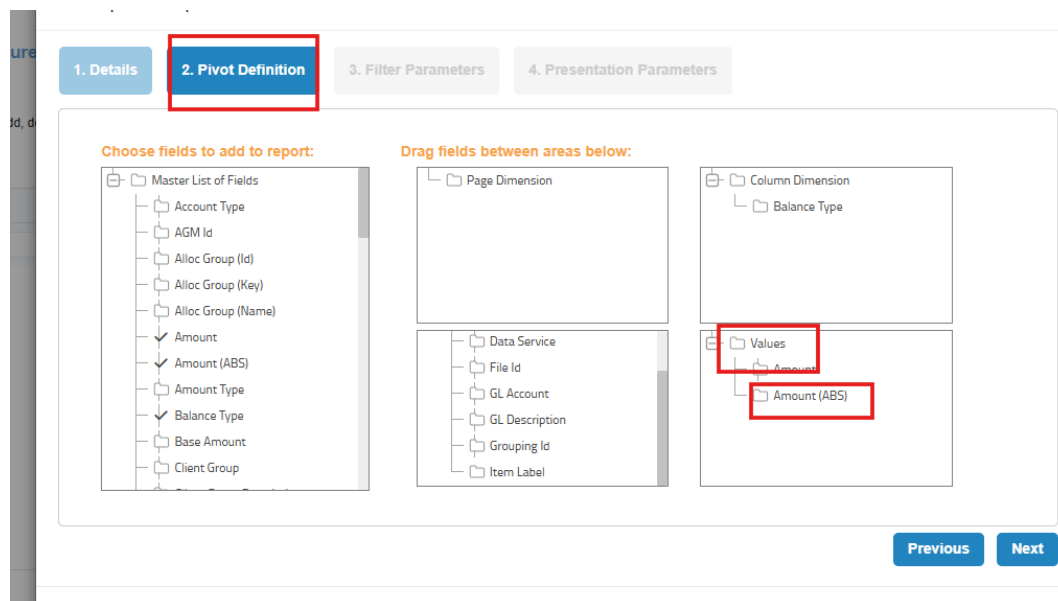 ure
dd, d
1. Details
2. Pivot Definition
3. Filter Parameters
4. Presentation Parameters
Choose fields to add to report:
Master List of Fields
Account Type
AGM Id
Alloc Group (Id)
Alloc Group (Key)
Alloc Group (Name)
Amount
Amount (ABS)
Amount Type
Balance Type
Base Amount
Client Group
Drag fields between areas below:
Page Dimension
Column Dimension
Balance Type
Data Service
File Id
GL Account
GL Description
Grouping Id
Item Label
Values
Amount
Amount (ABS)
Previous
Next